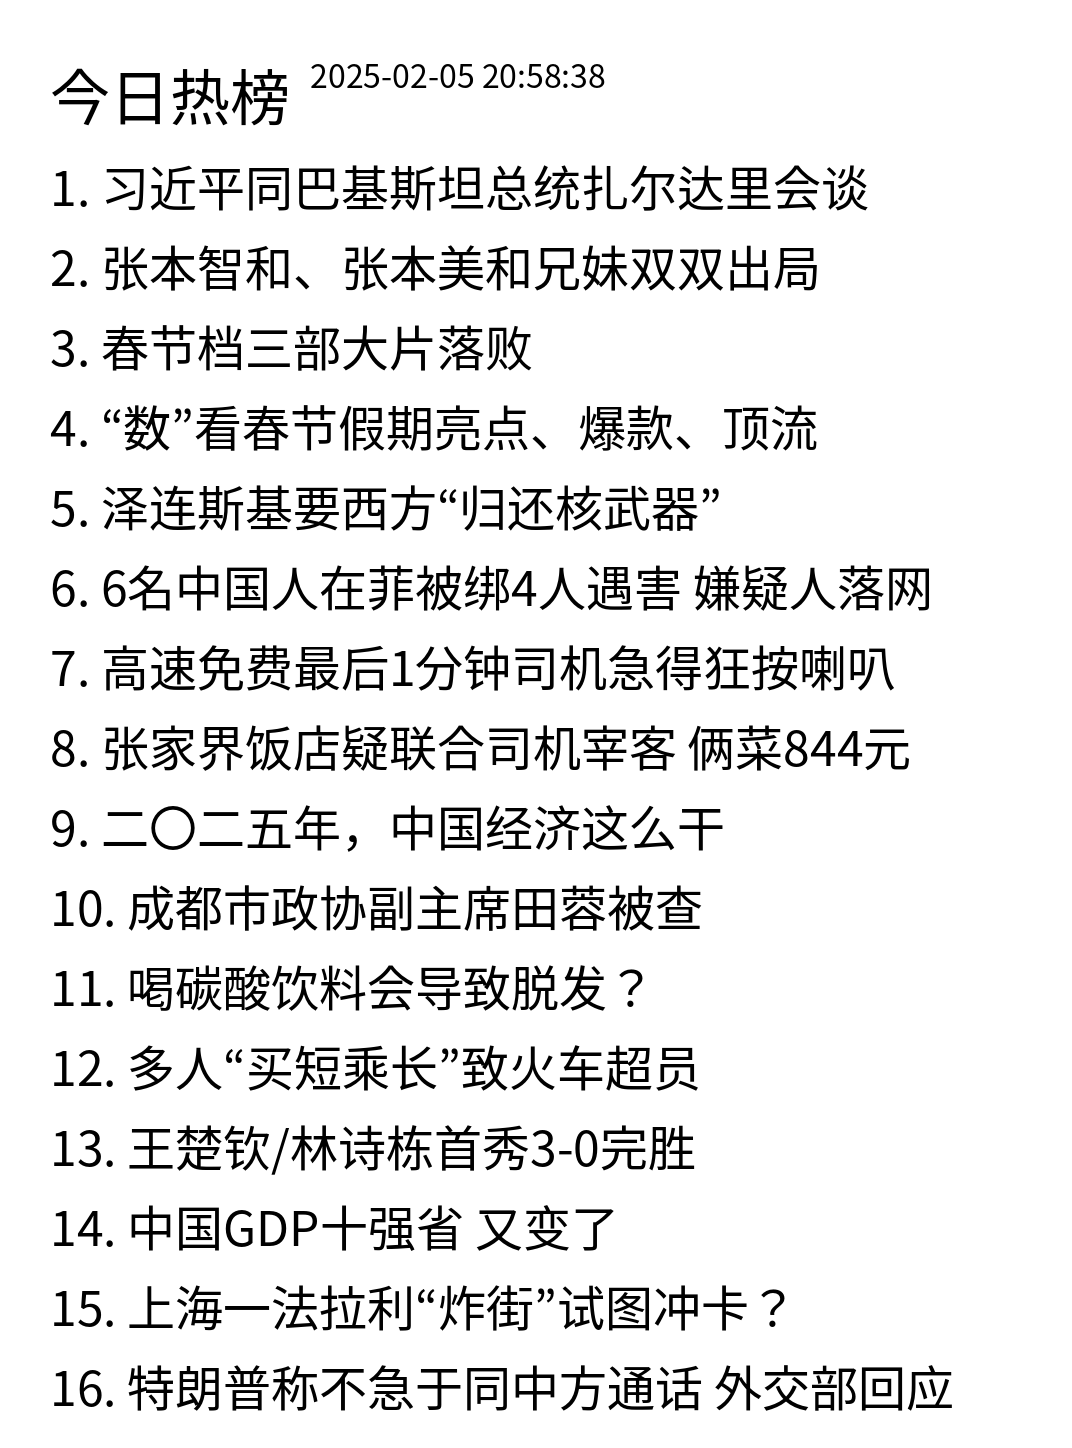 今日热榜 2025-02-05 20:58:38
1. 习近平同巴基斯坦总统扎尔达里会谈
2. 张本智和、张本美和兄妹双双出局
3. 春节档三部大片落败
4. “数”看春节假期亮点、爆款、顶流
5. 泽连斯基要西方“归还核武器”
6. 6名中国人在菲被绑4人遇害 嫌疑人落网
7. 高速免费最后1分钟司机急得狂按喇叭
8. 张家界饭店疑联合司机宰客 俩菜844元
9. 二〇二五年，中国经济这么干
10. 成都市政协副主席田蓉被查
11. 喝碳酸饮料会导致脱发？
12. 多人“买短乘长”致火车超员
13. 王楚钦/林诗栋首秀3-0完胜
14. 中国GDP十强省 又变了
15. 上海一法拉利“炸街”试图冲卡？
16. 特朗普称不急于同中方通话 外交部回应